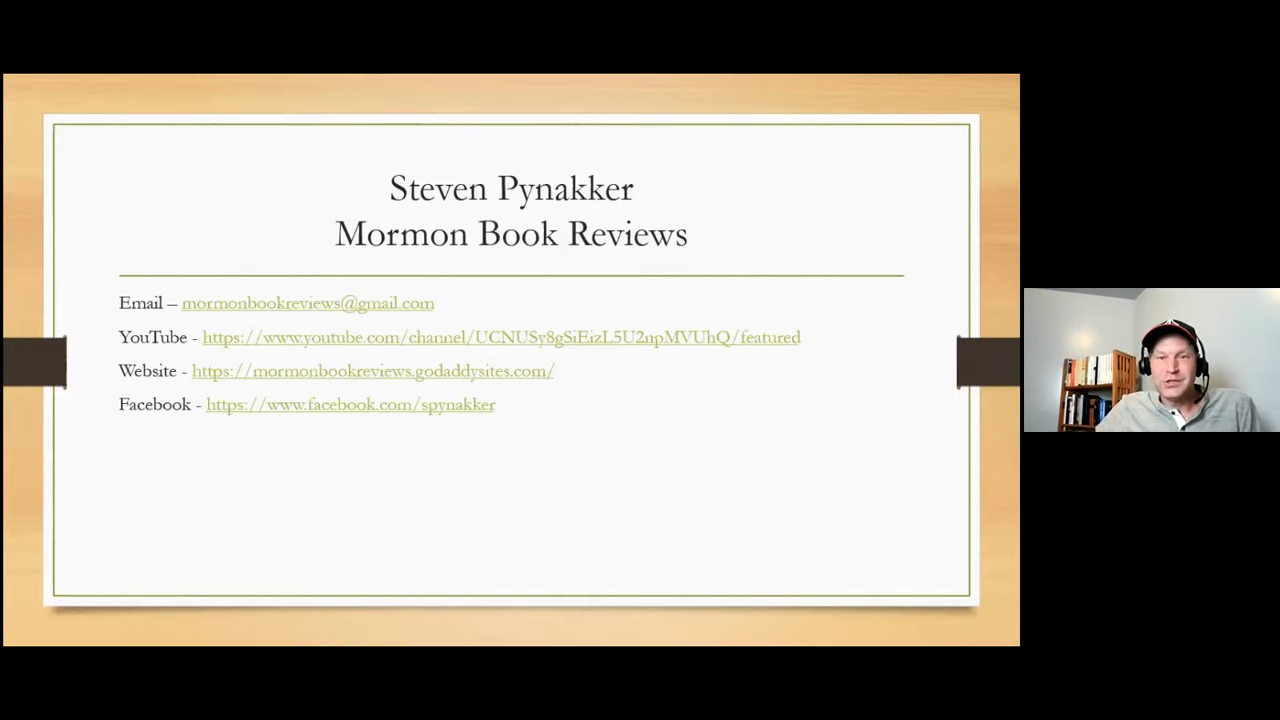 Steven Pynakker
Mormon Book Reviews
Email – mormonbookreviews@gmail.com
YouTube - https://www.youtube.com/channel/UCNUSy8gSiEizL5U2npMVUhQ/featured
Website - https://mormonbookreviews.godaddysites.com/
Facebook - https://www.facebook.com/spynakker